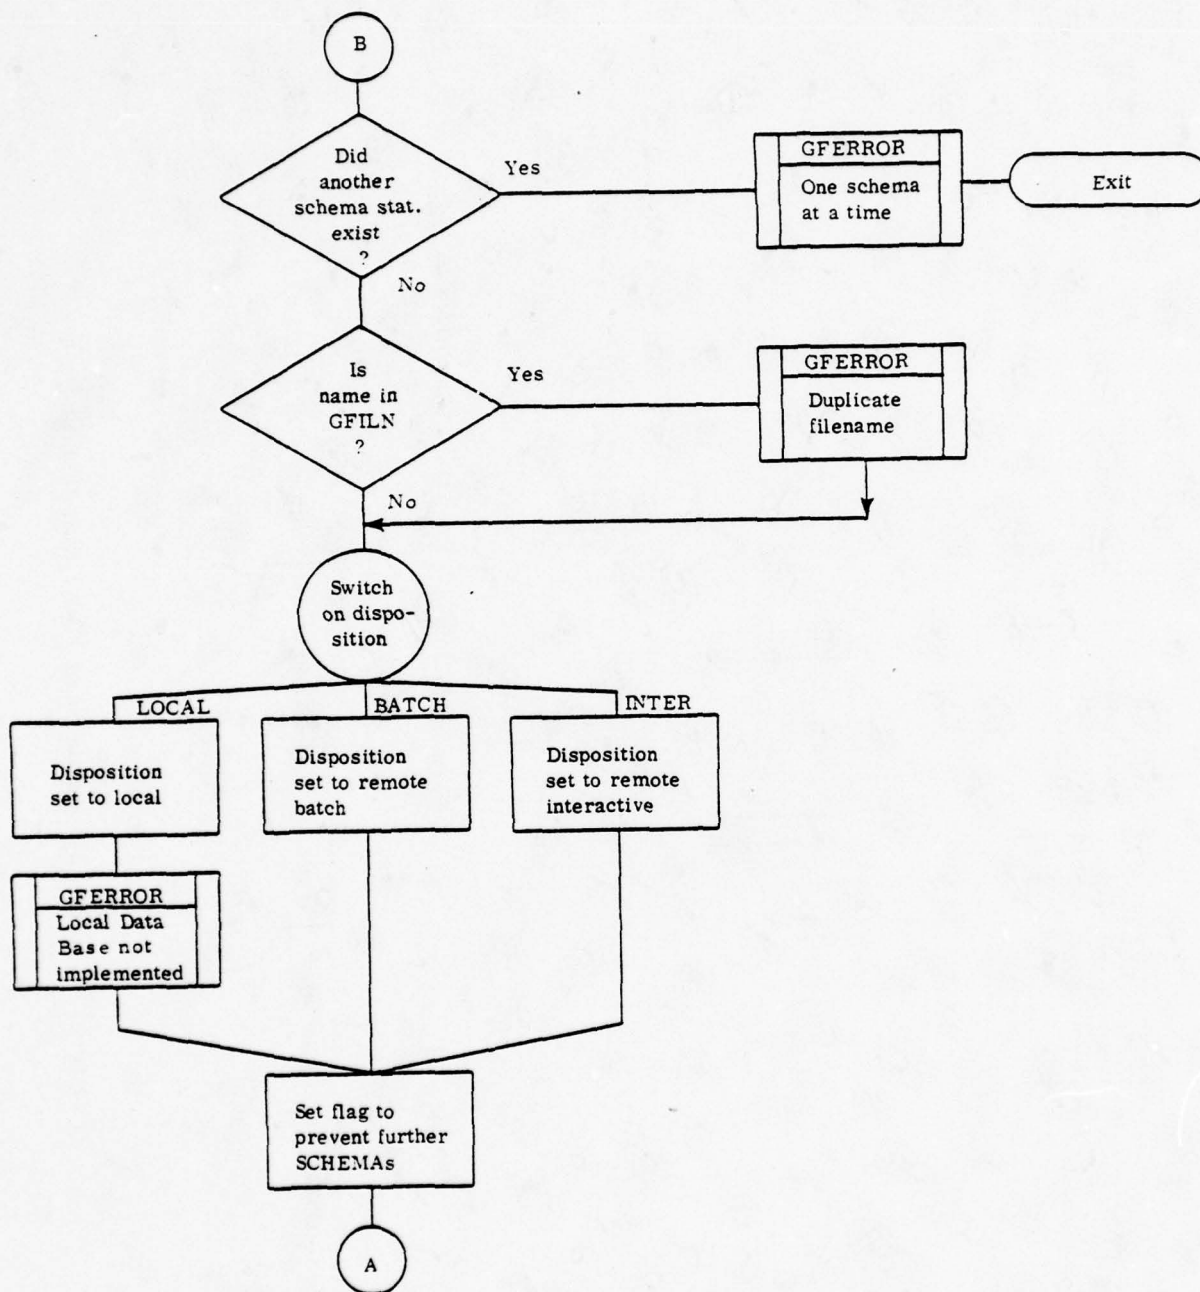 B
Did
another
schema stat.
exist
?
Yes
GFERROR
One schema
at a time
Exit
No
Is
name in
GFILN
?
Yes
GFERROR
Duplicate
filename
No
Switch
on dispo-
sition
LOCAL
BATCH
INTER
Disposition
set to local
Disposition
set to remote
batch
Disposition
set to remote
interactive
GFERROR
Local Data
Base not
implemented
Set flag to
prevent further
SCHEMAs
A